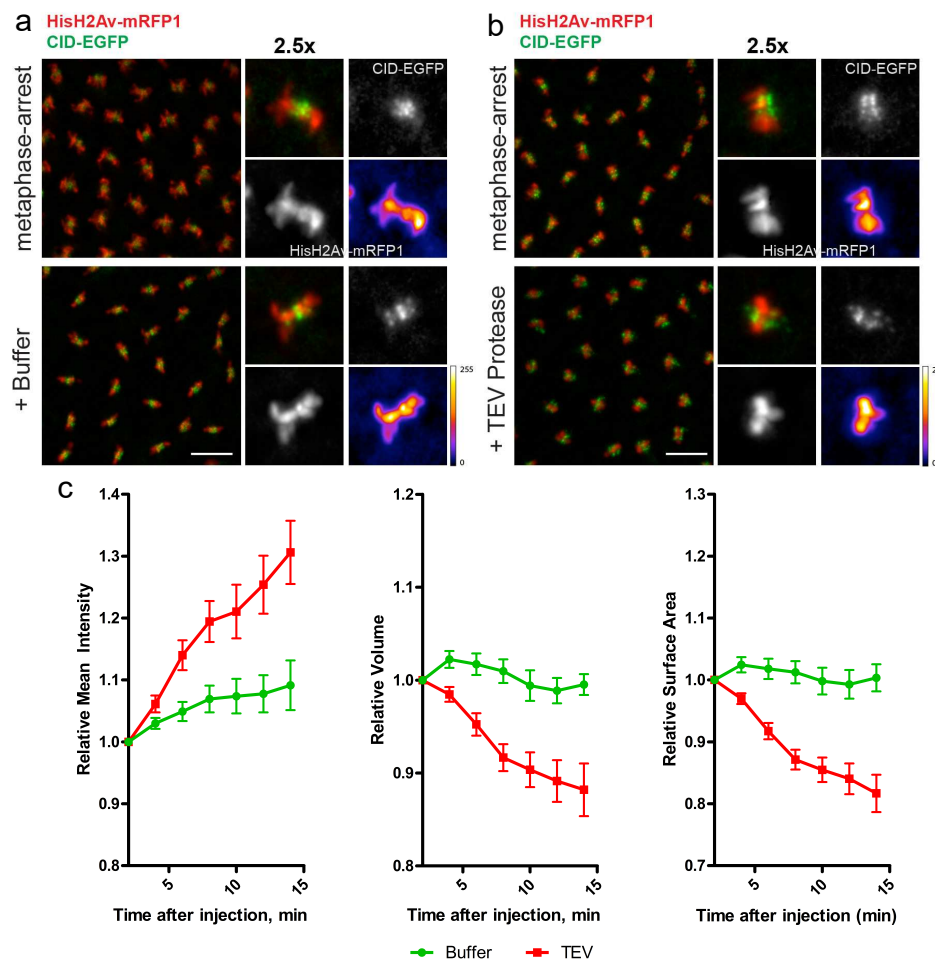 a
HisH2Av-mRFP1
CID-EGFP
2.5x
metaphase-arrest
CID-EGFP
HisH2Av-mRFP1
+ Buffer
255
0
b
HisH2Av-mRFP1
CID-EGFP
2.5x
metaphase-arrest
CID-EGFP
HisH2Av-mRFP1
+ TEV Protease
2
0
c
Relative Mean Intensity
1.4
1.3
1.2
1.1
1.0
0.9
0.8
5
10
15
Time after injection, min
Relative Volume
1.2
1.1
1.0
0.9
0.8
5
10
15
Time after injection, min
Relative Surface Area
1.3
1.2
1.1
1.0
0.9
0.8
0.7
5
10
15
Time after injection (min)
Buffer
TEV